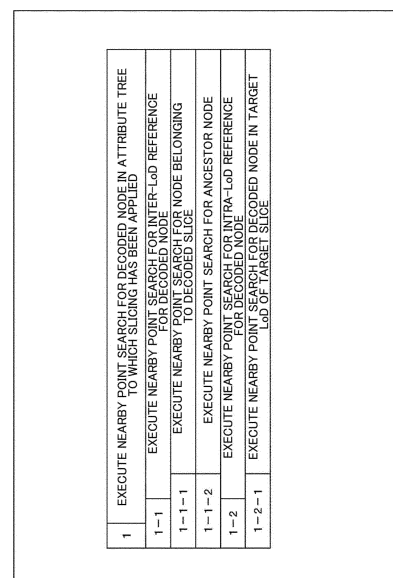 1
EXECUTE NEARBY POINT SEARCH FOR DECODED NODE IN ATTRIBUTE TREE
TO WHICH SLICING HAS BEEN APPLIED
1-1
EXECUTE NEARBY POINT SEARCH FOR INTER-LoD REFERENCE
FOR DECODED NODE
1-1-1
EXECUTE NEARBY POINT SEARCH FOR NODE BELONGING
TO DECODED SLICE
1-1-2
EXECUTE NEARBY POINT SEARCH FOR ANCESTOR NODE
1-2
EXECUTE NEARBY POINT SEARCH FOR INTRA-LoD REFERENCE
FOR DECODED NODE
1-2-1
EXECUTE NEARBY POINT SEARCH FOR DECODED NODE IN TARGET
LoD OF TARGET SLICE